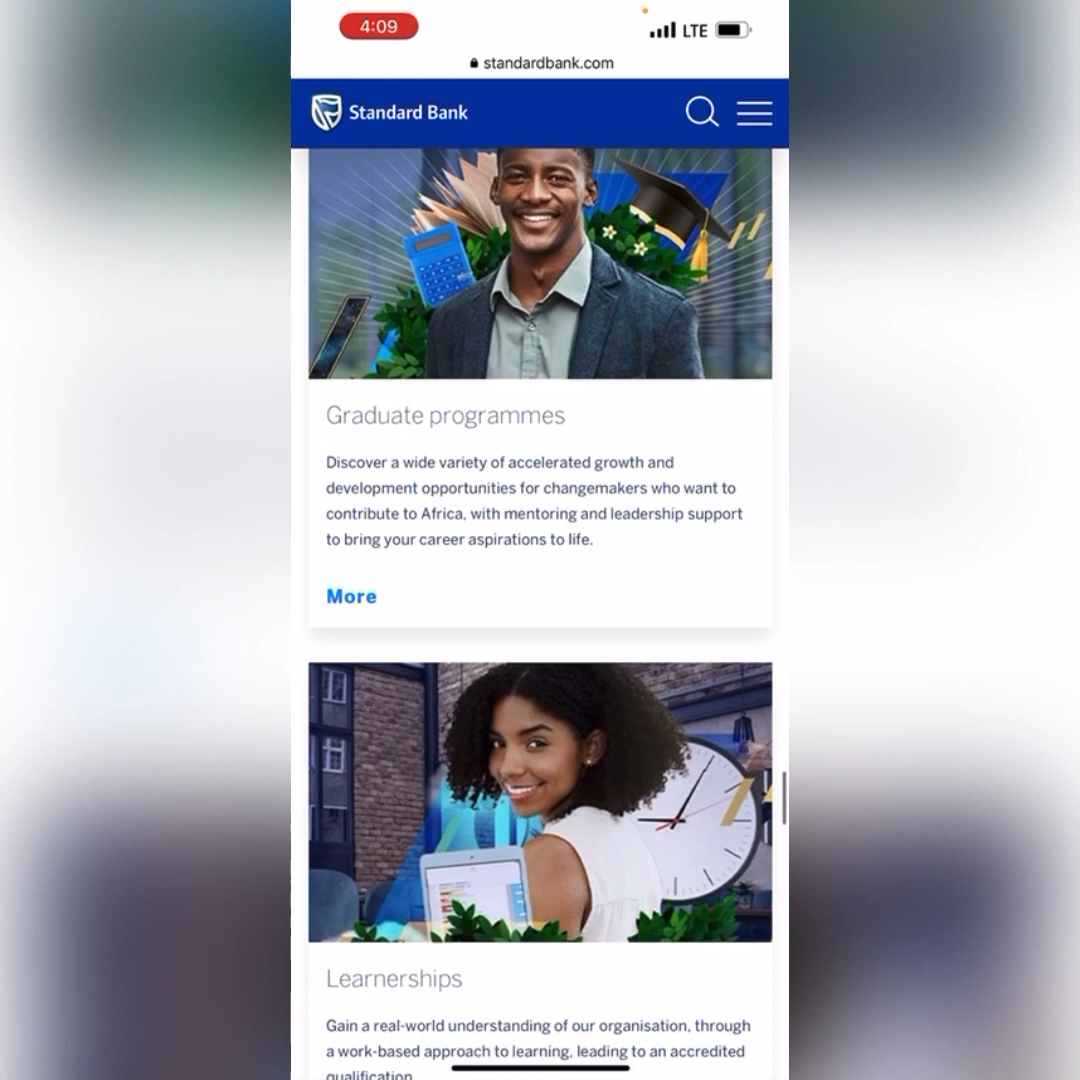 4:09
LTE
standardbank.com
Standard Bank
Graduate programmes
Discover a wide variety of accelerated growth and
development opportunities for changemakers who want to
contribute to Africa, with mentoring and leadership support
to bring your career aspirations to life.
More
Learnerships
Gain a real-world understanding of our organisation, through
a work-based approach to learning, leading to an accredited
qualification